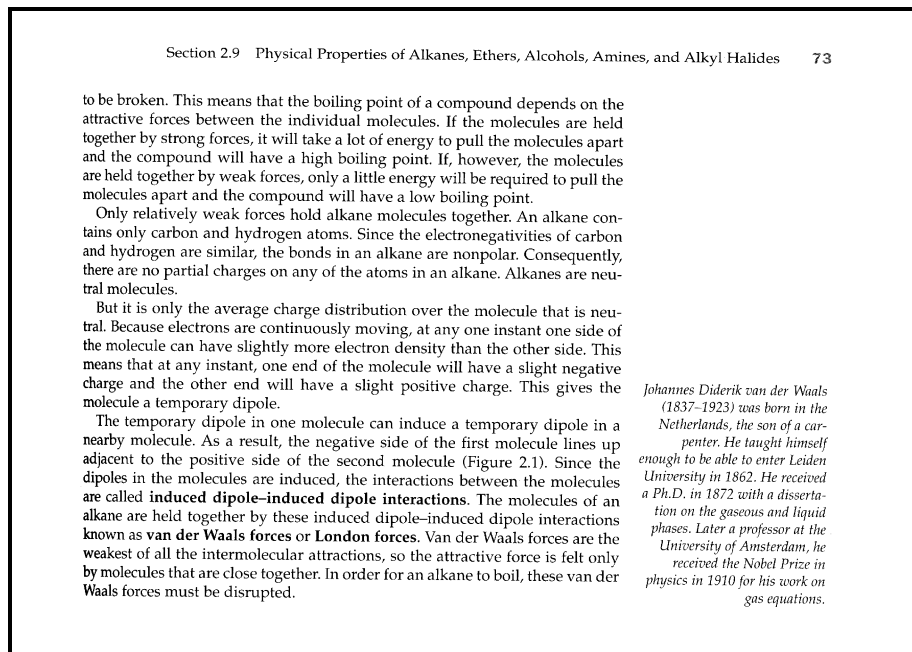 Section 2.9 Physical Properties of Alkanes, Ethers, Alcohols, Amines, and Alkyl Halides 73
to be broken. This means that the boiling point of a compound depends on the
attractive forces between the individual molecules. If the molecules are held
together by strong forces, it will take a lot of energy to pull the molecules apart
and the compound will have a high boiling point. If, however, the molecules
are held together by weak forces, only a little energy will be required to pull the
molecules apart and the compound will have a low boiling point.
Only relatively weak forces hold alkane molecules together. An alkane con-
tains only carbon and hydrogen atoms. Since the electronegativities of carbon
and hydrogen are similar, the bonds in an alkane are nonpolar. Consequently,
there are no partial charges on any of the atoms in an alkane. Alkanes are neu-
tral molecules.
But it is only the average charge distribution over the molecule that is neu-
tral. Because electrons are continuously moving, at any one instant one side of
the molecule can have slightly more electron density than the other side. This
means that at any instant, one end of the molecule will have a slight negative
charge and the other end will have a slight positive charge. This gives the
molecule a temporary dipole.
The temporary dipole in one molecule can induce a temporary dipole in a
nearby molecule. As a result, the negative side of the first molecule lines up
adjacent to the positive side of the second molecule (Figure 2.1). Since the
dipoles in the molecules are induced, the interactions between the molecules
are called induced dipole–induced dipole interactions. The molecules of an
alkane are held together by these induced dipole–induced dipole interactions
known as van der Waals forces or London forces. Van der Waals forces are the
weakest of all the intermolecular attractions, so the attractive force is felt only
by molecules that are close together. In order for an alkane to boil, these van der
Waals forces must be disrupted.
Johannes Diderik van der Waals
(1837–1923) was born in the
Netherlands, the son of a car-
penter. He taught himself
enough to be able to enter Leiden
University in 1862. He received
a Ph.D. in 1872 with a disserta-
tion on the gaseous and liquid
phases. Later a professor at the
University of Amsterdam, he
received the Nobel Prize in
physics in 1910 for his work on
gas equations.